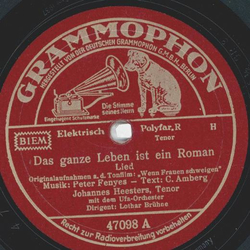 GRAMMOPHON
HERGESTELLT VON DER DEUTSCHEN GRAMMOPHON G.M.B.H. BERLIN
Die Stimme
seines Herrn
Eingetragene Schutzmarke
BIEM
Elektrisch
Polyfar, R
H
Tenor
Das ganze Leben ist ein Roman
Lied
Originalaufnahmen a. d. Tonfilm: „Wenn Frauen schweigen"
Musik: Peter Fenyes – Text: C. Amberg
Johannes Heesters, Tenor
mit dem Ufa-Orchester
Dirigent: Lothar Brühne
47098 A
Recht zur Radioverbreitung vorbehalten